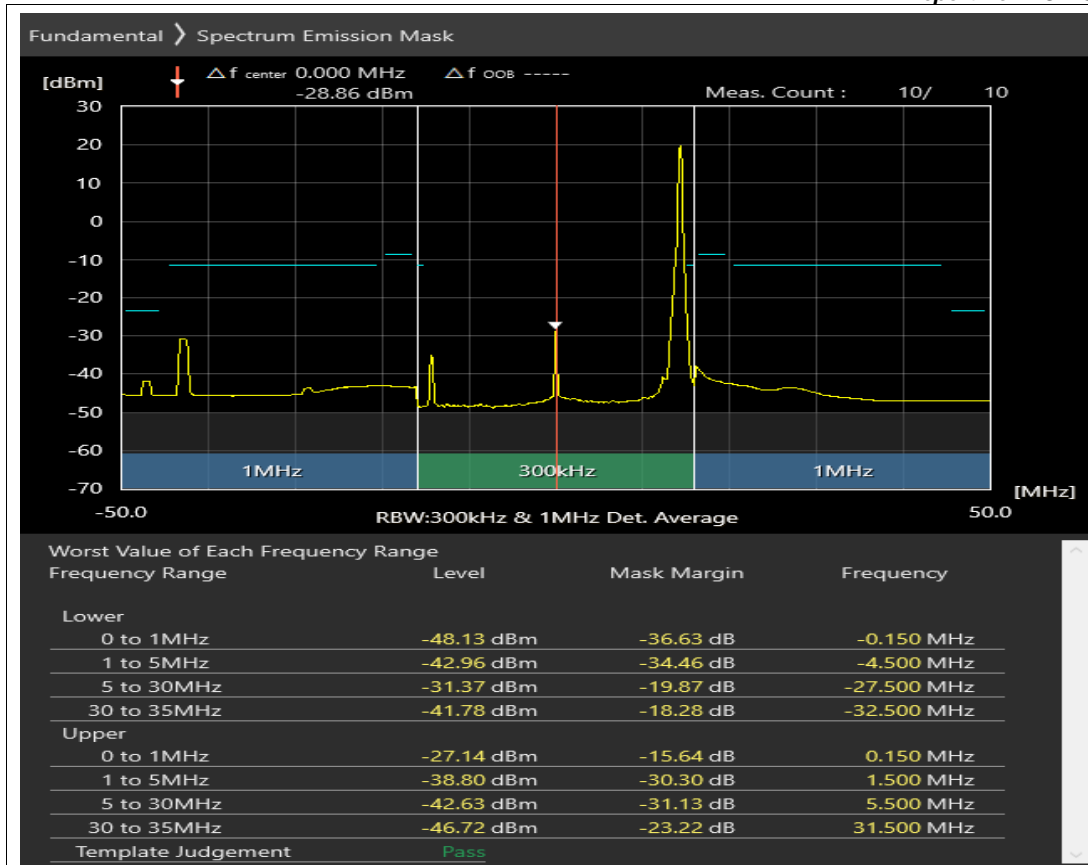 Fundamental 〉 Spectrum Emission Mask
[dBm]
△ f center 0.000 MHz △ f OOB -----
-28.86 dBm Meas. Count : 10/ 10
30
20
10
0
-10
-20
-30
-40
-50
-60
-70
1MHz 300kHz 1MHz
[MHz]
-50.0 RBW:300kHz & 1MHz Det. Average 50.0
Worst Value of Each Frequency Range
Frequency Range Level Mask Margin Frequency
Lower
0 to 1MHz -48.13 dBm -36.63 dB -0.150 MHz
1 to 5MHz -42.96 dBm -34.46 dB -4.500 MHz
5 to 30MHz -31.37 dBm -19.87 dB -27.500 MHz
30 to 35MHz -41.78 dBm -18.28 dB -32.500 MHz
Upper
0 to 1MHz -27.14 dBm -15.64 dB 0.150 MHz
1 to 5MHz -38.80 dBm -30.30 dB 1.500 MHz
5 to 30MHz -42.63 dBm -31.13 dB 5.500 MHz
30 to 35MHz -46.72 dBm -23.22 dB 31.500 MHz
Template Judgement Pass